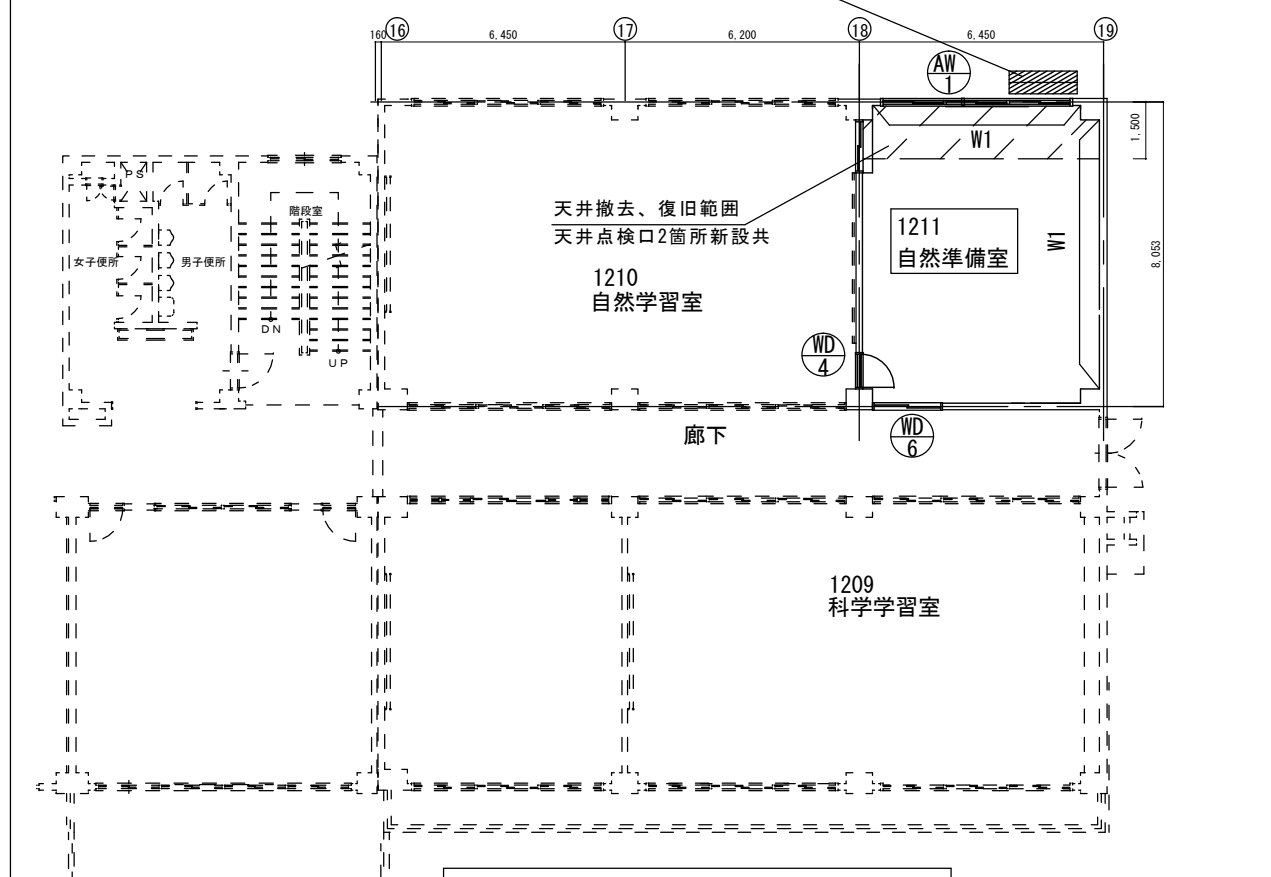 16
17
18
19
160
6,450
6,200
6,450
AW
1
1,500
W1
PS
階段室
天井撤去、復旧範囲
天井点検口2箇所新設共
1211
自然準備室
W1
8,053
女子便所
男子便所
1210
自然学習室
DN
UP
WD
4
廊下
WD
6
1209
科学学習室